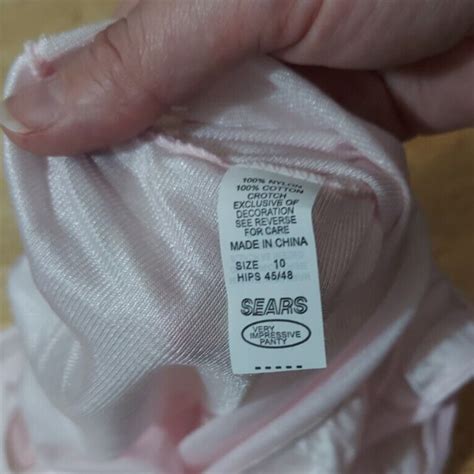 100% NYLON
100% COTTON
CROTCH
EXCLUSIVE OF
DECORATION
SEE REVERSE
FOR CARE
MADE IN CHINA
SIZE 10
HIPS 45/48
SEARS
VERY
IMPRESSIVE
PANTY